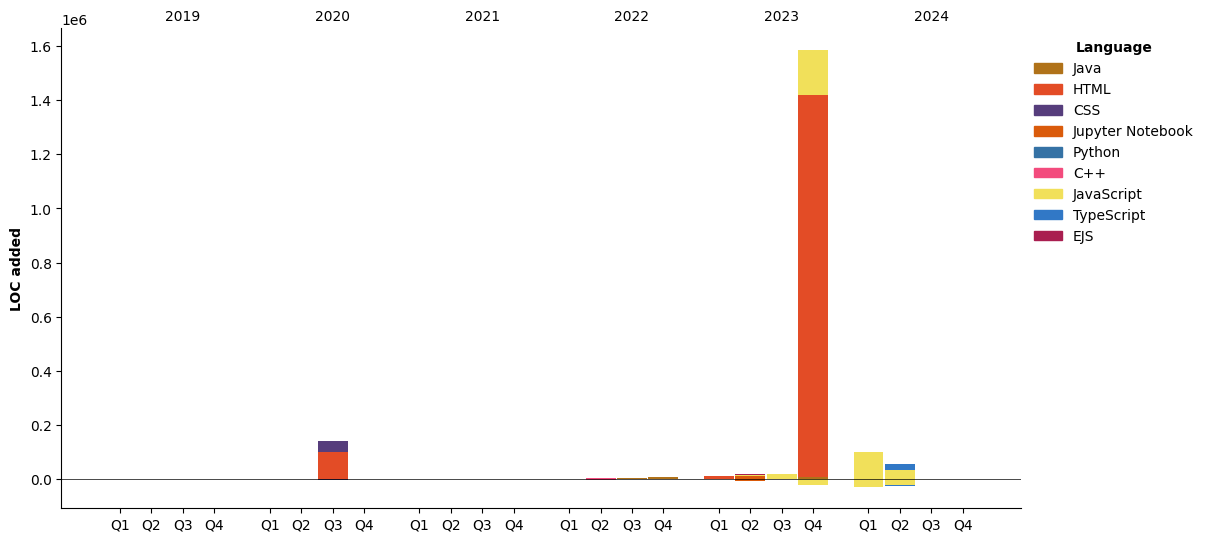 1e6
2019 2020 2021 2022 2023 2024
1.6
1.4
1.2
1.0
0.8
0.6
0.4
0.2
0.0
LOC added
Q1 Q2 Q3 Q4 Q1 Q2 Q3 Q4 Q1 Q2 Q3 Q4 Q1 Q2 Q3 Q4 Q1 Q2 Q3 Q4 Q1 Q2 Q3 Q4
Language
Java
HTML
CSS
Jupyter Notebook
Python
C++
JavaScript
TypeScript
EJS